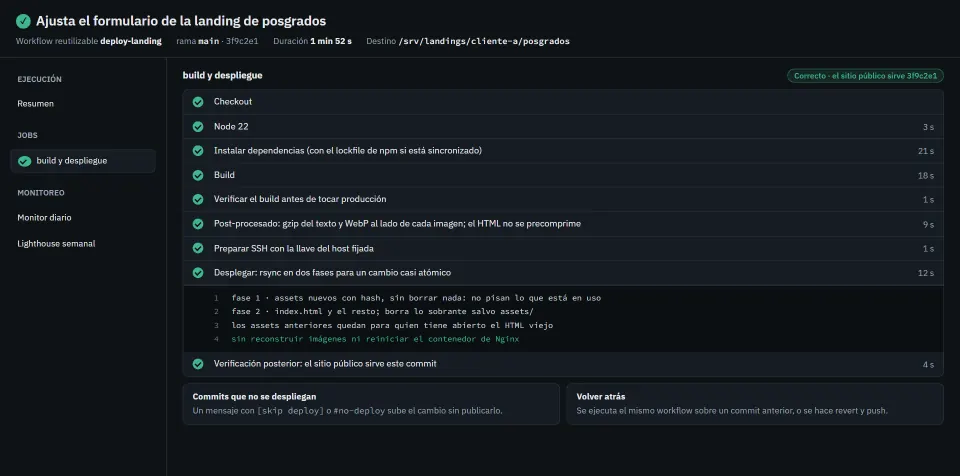 Ajusta el formulario de la landing de posgrados
Workflow reutilizable deploy-landing rama main · 3f9c2e1 Duración 1 min 52 s Destino /srv/landings/cliente-a/posgrados
EJECUCIÓN
Resumen
JOBS
build y despliegue
MONITOREO
Monitor diario
Lighthouse semanal
build y despliegue
Correcto · el sitio público sirve 3f9c2e1
Checkout
Node 22 3 s
Instalar dependencias (con el lockfile de npm si está sincronizado) 21 s
Build 18 s
Verificar el build antes de tocar producción 1 s
Post-procesado: gzip del texto y WebP al lado de cada imagen; el HTML no se precomprime 9 s
Preparar SSH con la llave del host fijada 1 s
Desplegar: rsync en dos fases para un cambio casi atómico 12 s
1 fase 1 · assets nuevos con hash, sin borrar nada: no pisan lo que está en uso
2 fase 2 · index.html y el resto; borra lo sobrante salvo assets/
3 los assets anteriores quedan para quien tiene abierto el HTML viejo
4 sin reconstruir imágenes ni reiniciar el contenedor de Nginx
Verificación posterior: el sitio público sirve este commit 4 s
Commits que no se despliegan
Un mensaje con [skip deploy] o #no-deploy sube el cambio sin publicarlo.
Volver atrás
Se ejecuta el mismo workflow sobre un commit anterior, o se hace revert y push.